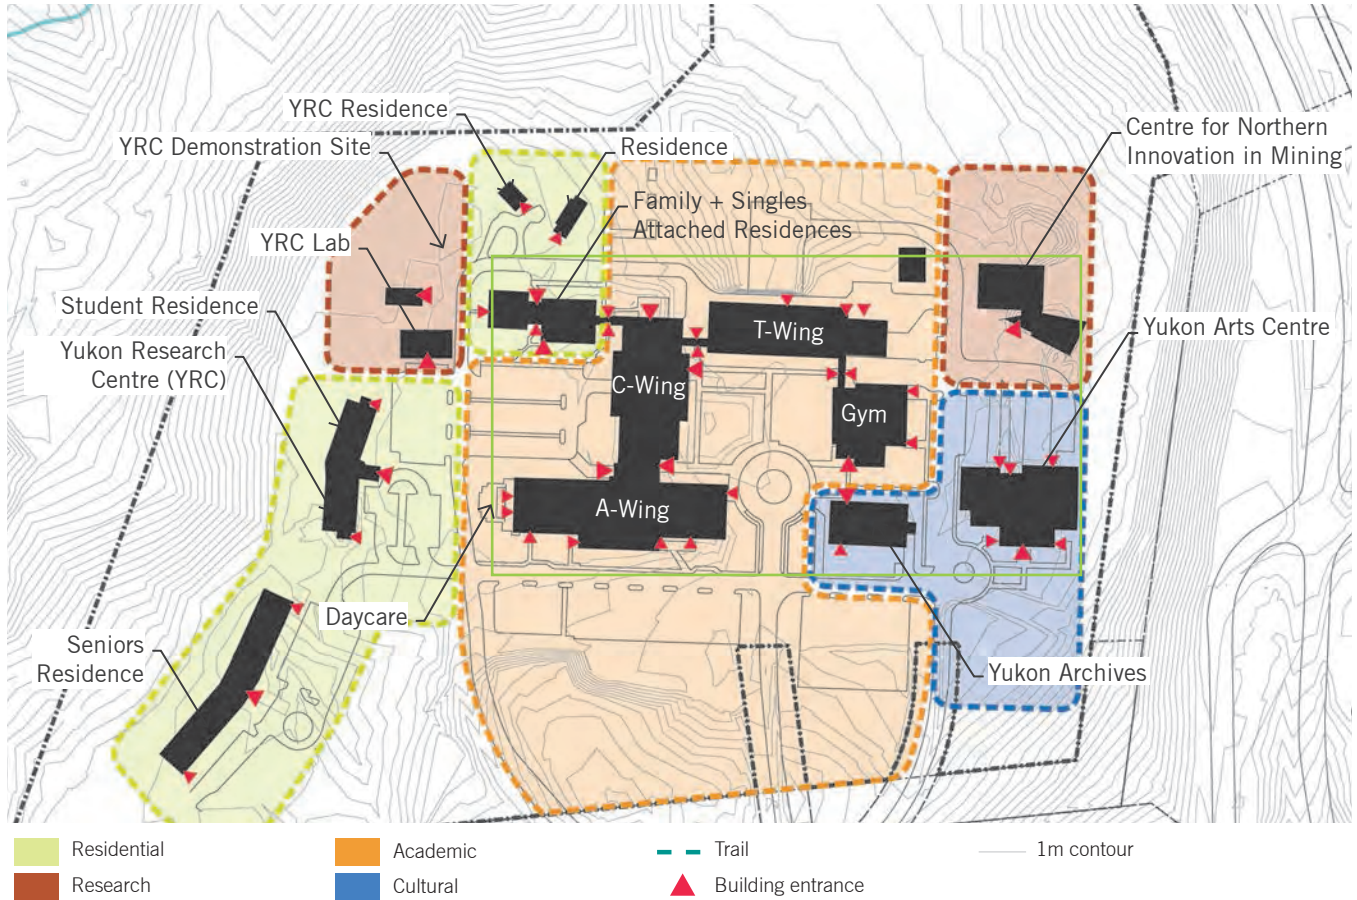 YRC Residence
YRC Demonstration Site
Residence
Centre for Northern
Innovation in Mining
Family + Singles
Attached Residences
YRC Lab
Student Residence
Yukon Research
Centre (YRC)
T-Wing
Yukon Arts Centre
C-Wing
Gym
A-Wing
Daycare
Seniors
Residence
Yukon Archives
Residential
Academic
Trail
1m contour
Research
Cultural
Building entrance